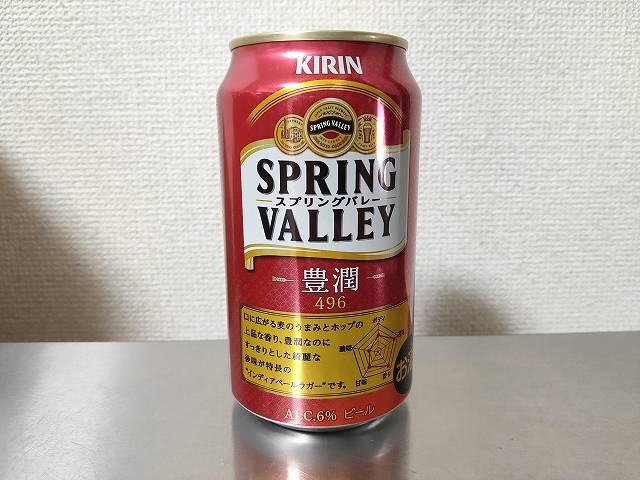 KIRIN
SPRING VALLEY
SPRING
スプリングバレー
VALLEY
豊潤
496
口に広がる麦のうまみとホップの
上品な香り、豊潤なのに
すっきりとした綺麗な
後味が特長の
"インディアペールラガー"です。
ボディ
酸味
甘味
香り
お酒
ALC.6% ビール